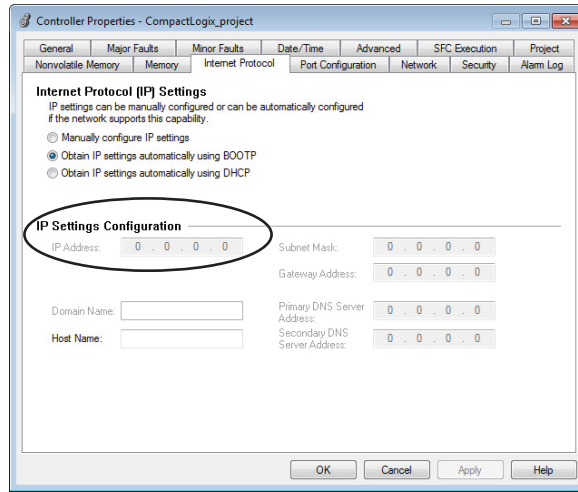 Controller Properties - CompactLogix_project
General Major Faults Minor Faults Date/Time Advanced SFC Execution Project
Nonvolatile Memory Memory Internet Protocol Port Configuration Network Security Alarm Log
Internet Protocol (IP) Settings
IP settings can be manually configured or can be automatically configured
if the network supports this capability.
Manually configure IP settings
Obtain IP settings automatically using BOOTP
Obtain IP settings automatically using DHCP
IP Settings Configuration
IP Address: 0 . 0 . 0 . 0 Subnet Mask: 0 . 0 . 0 . 0
Gateway Address: 0 . 0 . 0 . 0
Domain Name: Primary DNS Server Address: 0 . 0 . 0 . 0
Host Name: Secondary DNS Server Address: 0 . 0 . 0 . 0
OK Cancel Apply Help